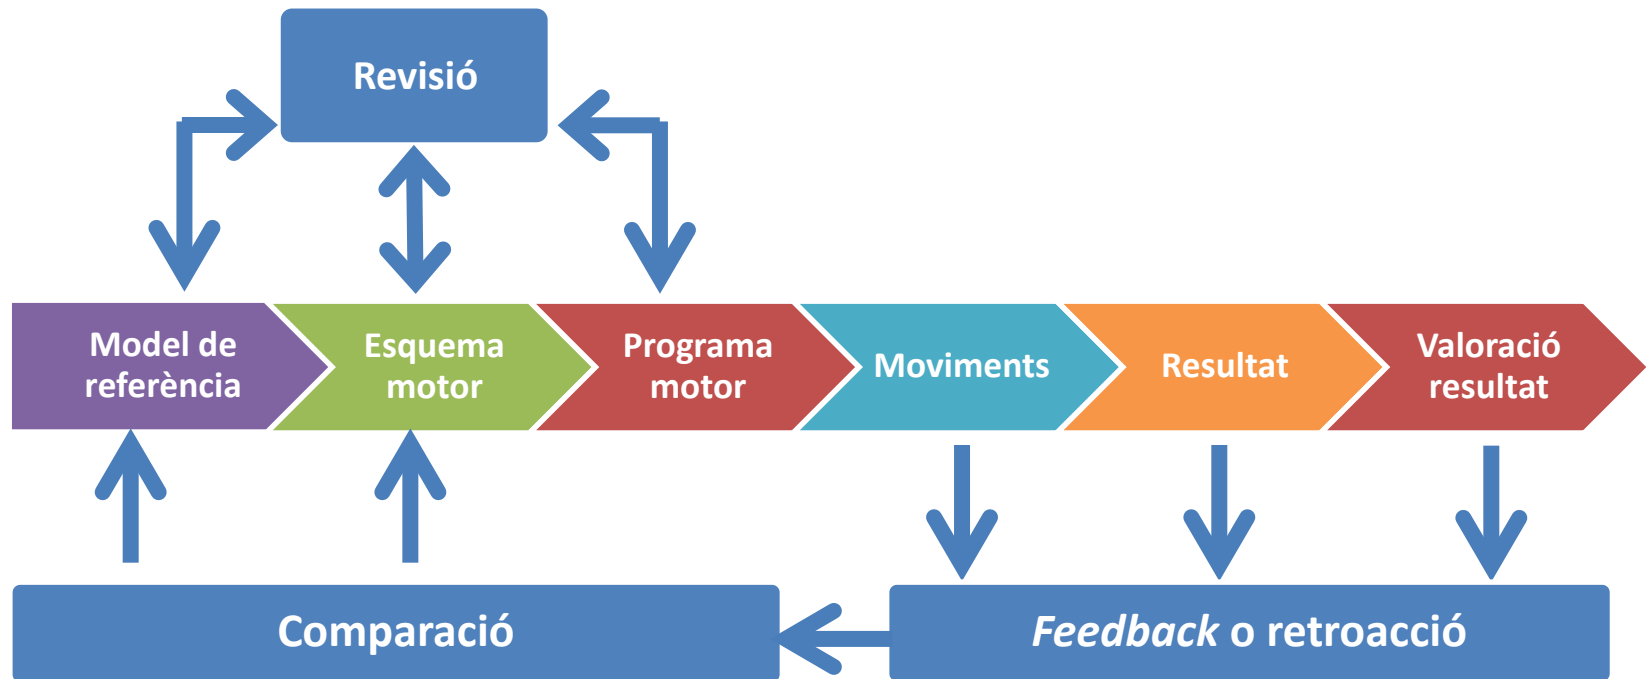 Revisió
Model de
referència
Esquema
motor
Programa
motor
Moviments
Resultat
Valoració
resultat
Comparació
Feedback o retroacció